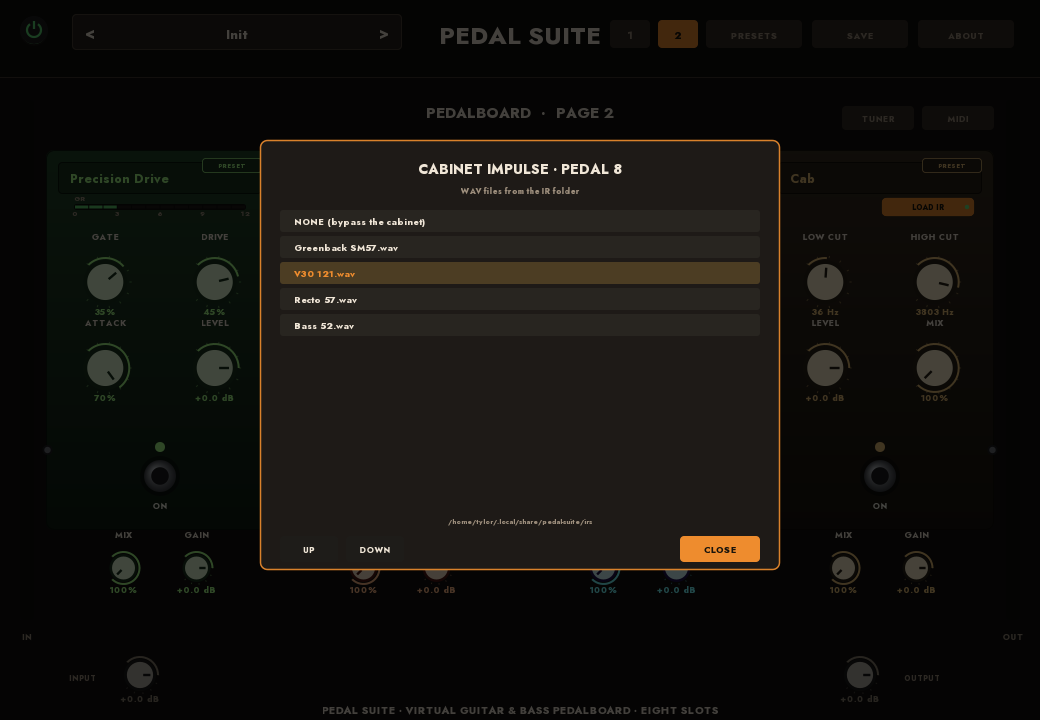 < Init > PEDAL SUITE 1 2 PRESETS SAVE ABOUT
PEDALBOARD · PAGE 2 TUNER MIDI
CABINET IMPULSE · PEDAL 8
WAV files from the IR folder
NONE (bypass the cabinet)
Greenback SM57.wav
V30 121.wav
Recto 57.wav
Bass 52.wav
/home/tylor/.local/share/pedalsuite/irs
UP DOWN CLOSE
PRESET
Precision Drive
GR
0 3 6 9 12
GATE DRIVE
35% 45%
ATTACK LEVEL
70% +0.0 dB
ON
PRESET
Cab
LOAD IR
LOW CUT HIGH CUT
36 Hz 3803 Hz
LEVEL MIX
+0.0 dB 100%
ON
MIX GAIN MIX GAIN
100% +0.0 dB 100% +0.0 dB 100% +0.0 dB 100% +0.0 dB
IN OUT
INPUT OUTPUT
+0.0 dB +0.0 dB
PEDAL SUITE · VIRTUAL GUITAR & BASS PEDALBOARD · EIGHT SLOTS